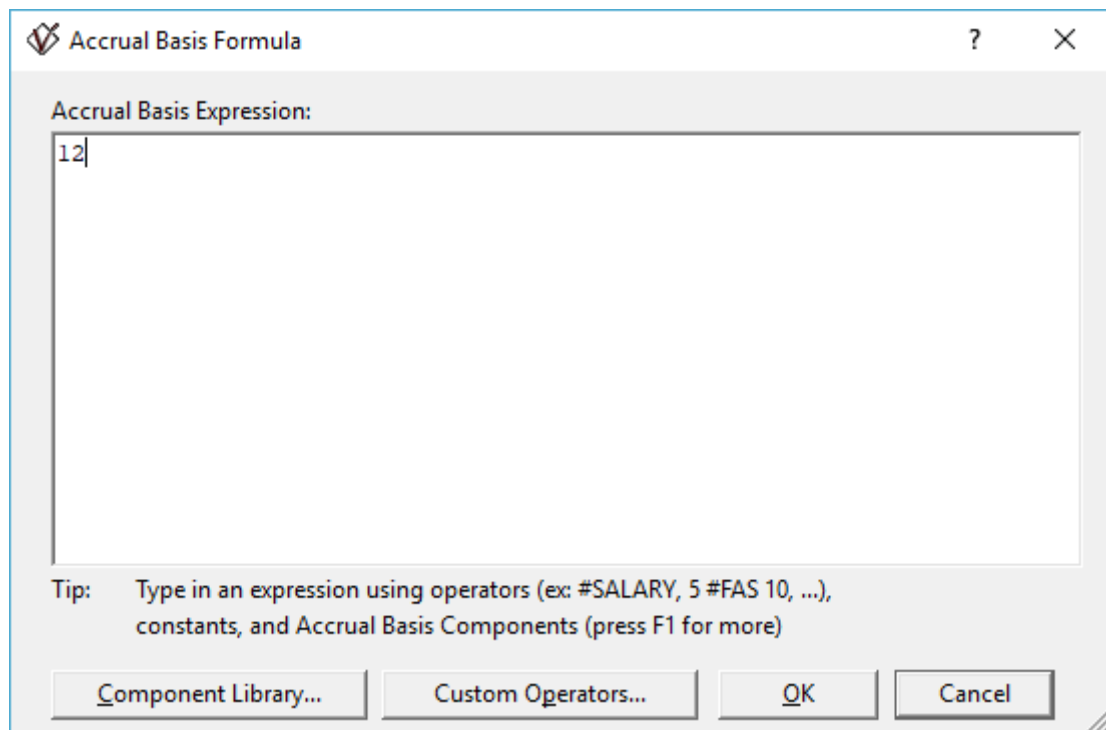 Accrual Basis Formula
?
Accrual Basis Expression:
12
Tip: Type in an expression using operators (ex: #SALARY, 5 #FAS 10, ...),
constants, and Accrual Basis Components (press F1 for more)
Component Library... Custom Operators... OK Cancel